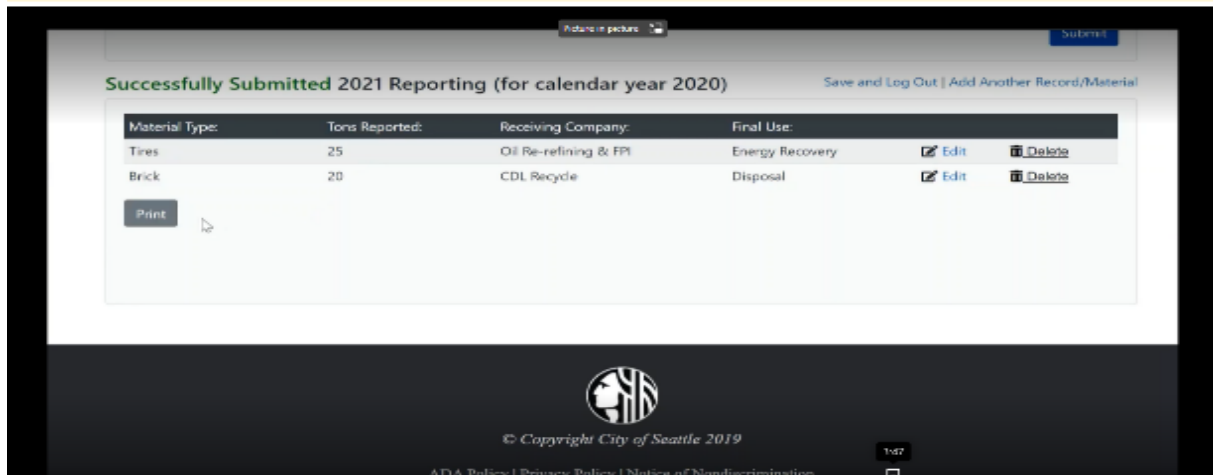 Picture in picture
Submit
Successfully Submitted 2021 Reporting (for calendar year 2020) Save and Log Out | Add Another Record/Material
Material Type: Tons Reported: Receiving Company: Final Use:
Tires 25 Oil Re-refining & FPI Energy Recovery Edit Delete
Brick 20 CDL Recycle Disposal Edit Delete
Print
© Copyright City of Seattle 2019
1:47
ADA Policy | Privacy Policy | Notice of Nondiscrimination